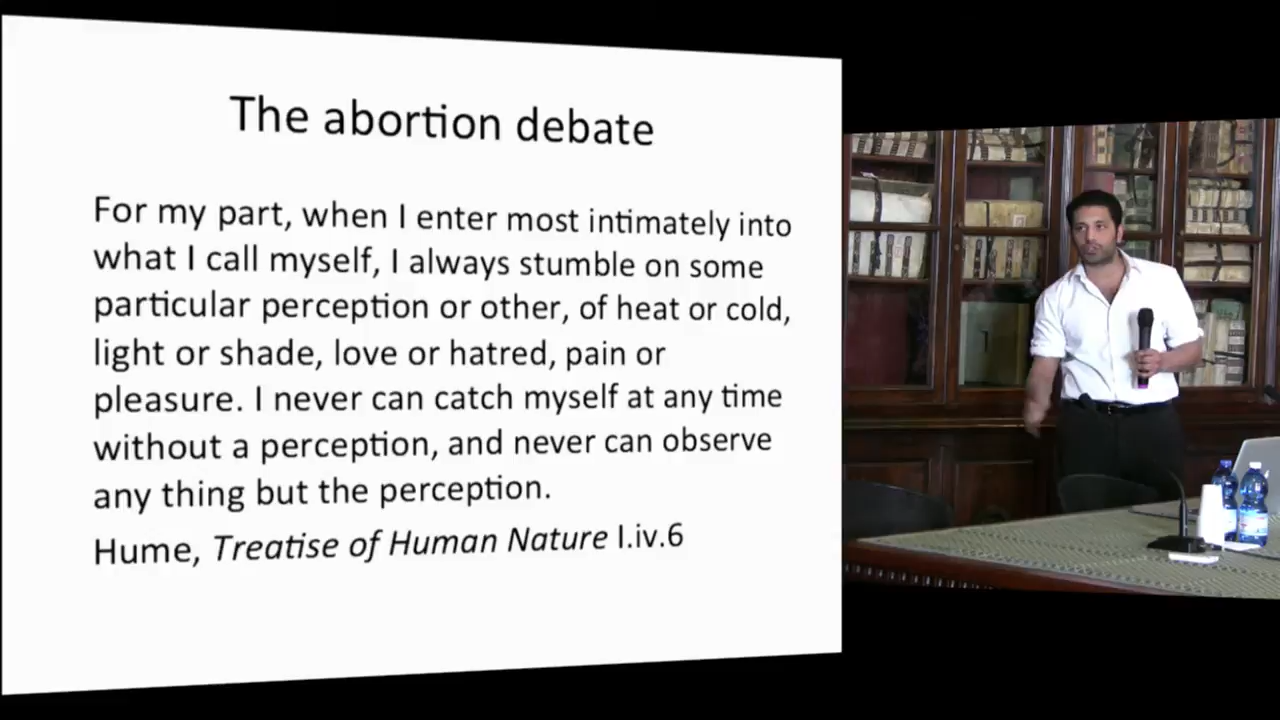 The abortion debate
For my part, when I enter most intimately into
what I call myself, I always stumble on some
particular perception or other, of heat or cold,
light or shade, love or hatred, pain or
pleasure. I never can catch myself at any time
without a perception, and never can observe
any thing but the perception.
Hume, Treatise of Human Nature I.iv.6